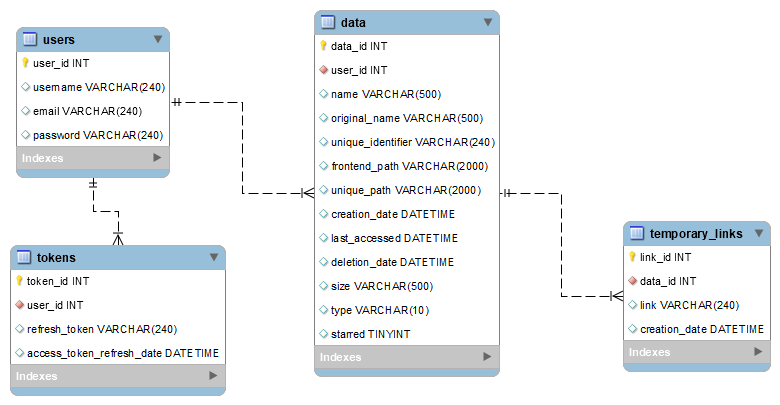 users
user_id INT
username VARCHAR(240)
email VARCHAR(240)
password VARCHAR(240)
Indexes
tokens
token_id INT
user_id INT
refresh_token VARCHAR(240)
access_token_refresh_date DATETIME
Indexes
data
data_id INT
user_id INT
name VARCHAR(500)
original_name VARCHAR(500)
unique_identifier VARCHAR(240)
frontend_path VARCHAR(2000)
unique_path VARCHAR(2000)
creation_date DATETIME
last_accessed DATETIME
deletion_date DATETIME
size VARCHAR(500)
type VARCHAR(10)
starred TINYINT
Indexes
temporary_links
link_id INT
data_id INT
link VARCHAR(240)
creation_date DATETIME
Indexes